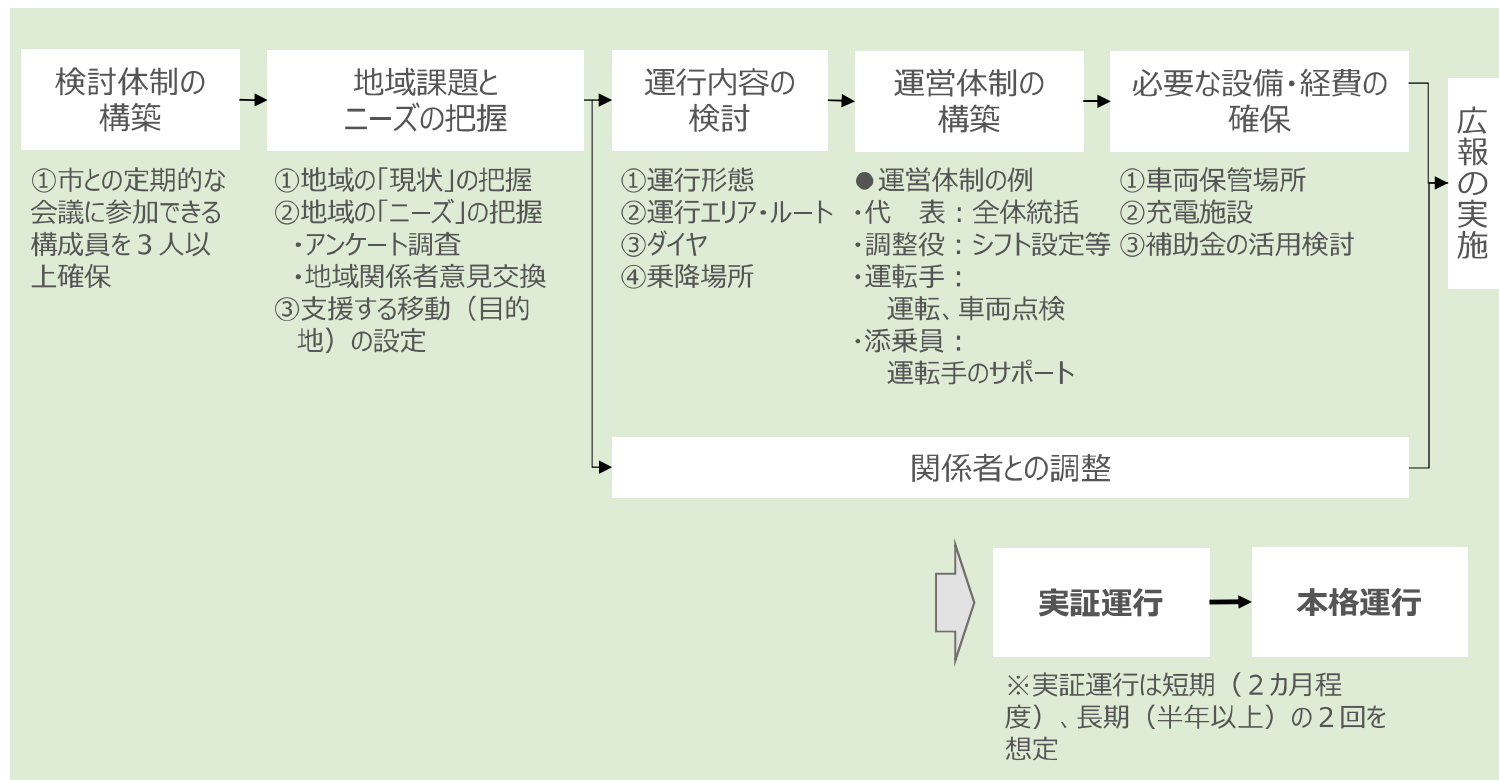 検討体制の
構築
①市との定期的な
会議に参加できる
構成員を３人以
上確保
地域課題と
ニーズの把握
①地域の「現状」の把握
②地域の「ニーズ」の把握
・アンケート調査
・地域関係者意見交換
③支援する移動（目的
地）の設定
運行内容の
検討
①運行形態
②運行エリア・ルート
③ダイヤ
④乗降場所
運営体制の
構築
●運営体制の例
・代　表：全体統括
・調整役：シフト設定等
・運転手：
運転、車両点検
・添乗員：
運転手のサポート
必要な設備・経費の
確保
①車両保管場所
②充電施設
③補助金の活用検討
関係者との調整
広報の実施
実証運行
本格運行
※実証運行は短期（２カ月程
度）、長期（半年以上）の２回を
想定